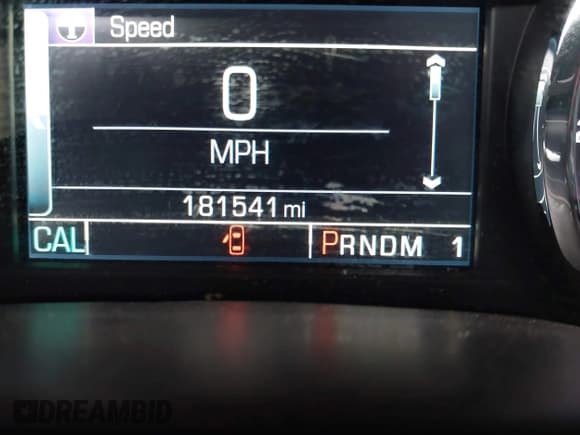 Speed
0
MPH
181541 mi
CAL
PRNDM 1
DREAMBID